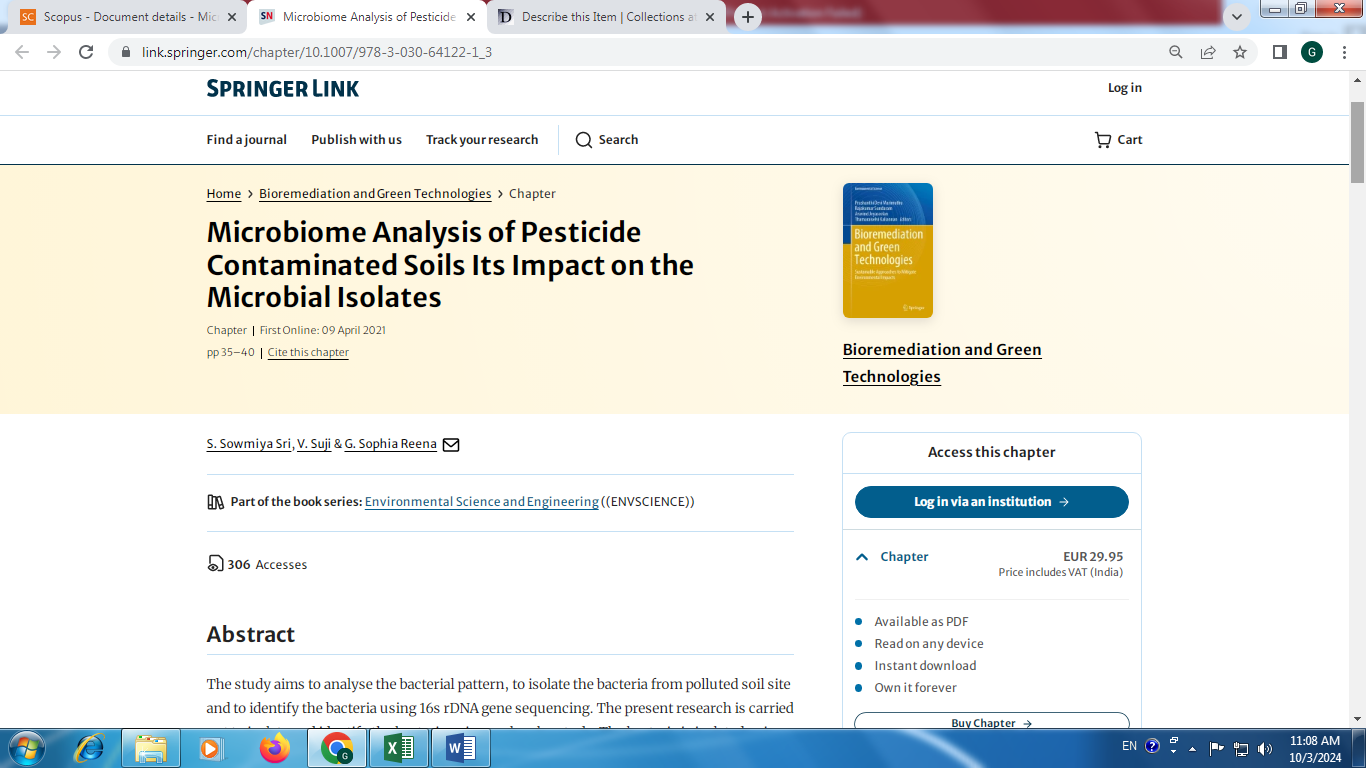 Scopus - Document details - Mic
Microbiome Analysis of Pesticide
Describe this Item | Collections at
link.springer.com/chapter/10.1007/978-3-030-64122-1_3
G
SPRINGER LINK
Log in
Find a journal
Publish with us
Track your research
Search
Cart
Home > Bioremediation and Green Technologies > Chapter
Microbiome Analysis of Pesticide
Contaminated Soils Its Impact on the
Microbial Isolates
Chapter | First Online: 09 April 2021
pp 35–40 | Cite this chapter
Bioremediation
and Green
Technologies
Springer
Bioremediation and Green
Technologies
S. Sowmiya Sri, V. Suji & G. Sophia Reena
Part of the book series: Environmental Science and Engineering ((ENVSCIENCE))
306 Accesses
Abstract
The study aims to analyse the bacterial pattern, to isolate the bacteria from polluted soil site
and to identify the bacteria using 16s rDNA gene sequencing. The present research is carried
Access this chapter
Log in via an institution →
Chapter
EUR 29.95
Price includes VAT (India)
Available as PDF
Read on any device
Instant download
Own it forever
Buy Chapter →
EN
11:08 AM
10/3/2024